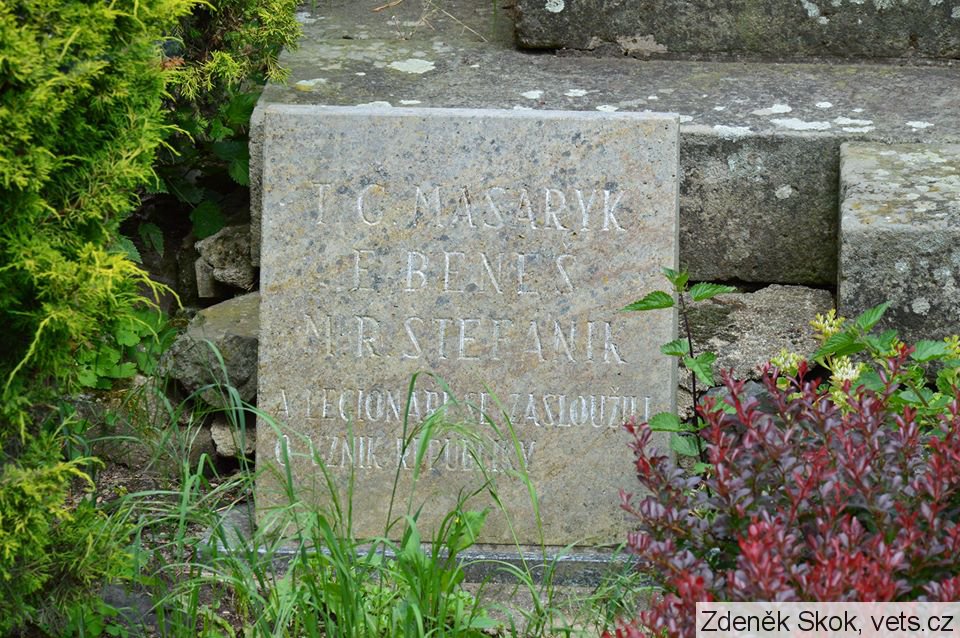 T. G. MASARYK
E. BENEŠ
M. R. ŠTEFÁNIK
A LEGIONÁŘI SE ZASLOUŽILI
O VZNIK REPUBLIKY
Zdeněk Skok, vets.cz